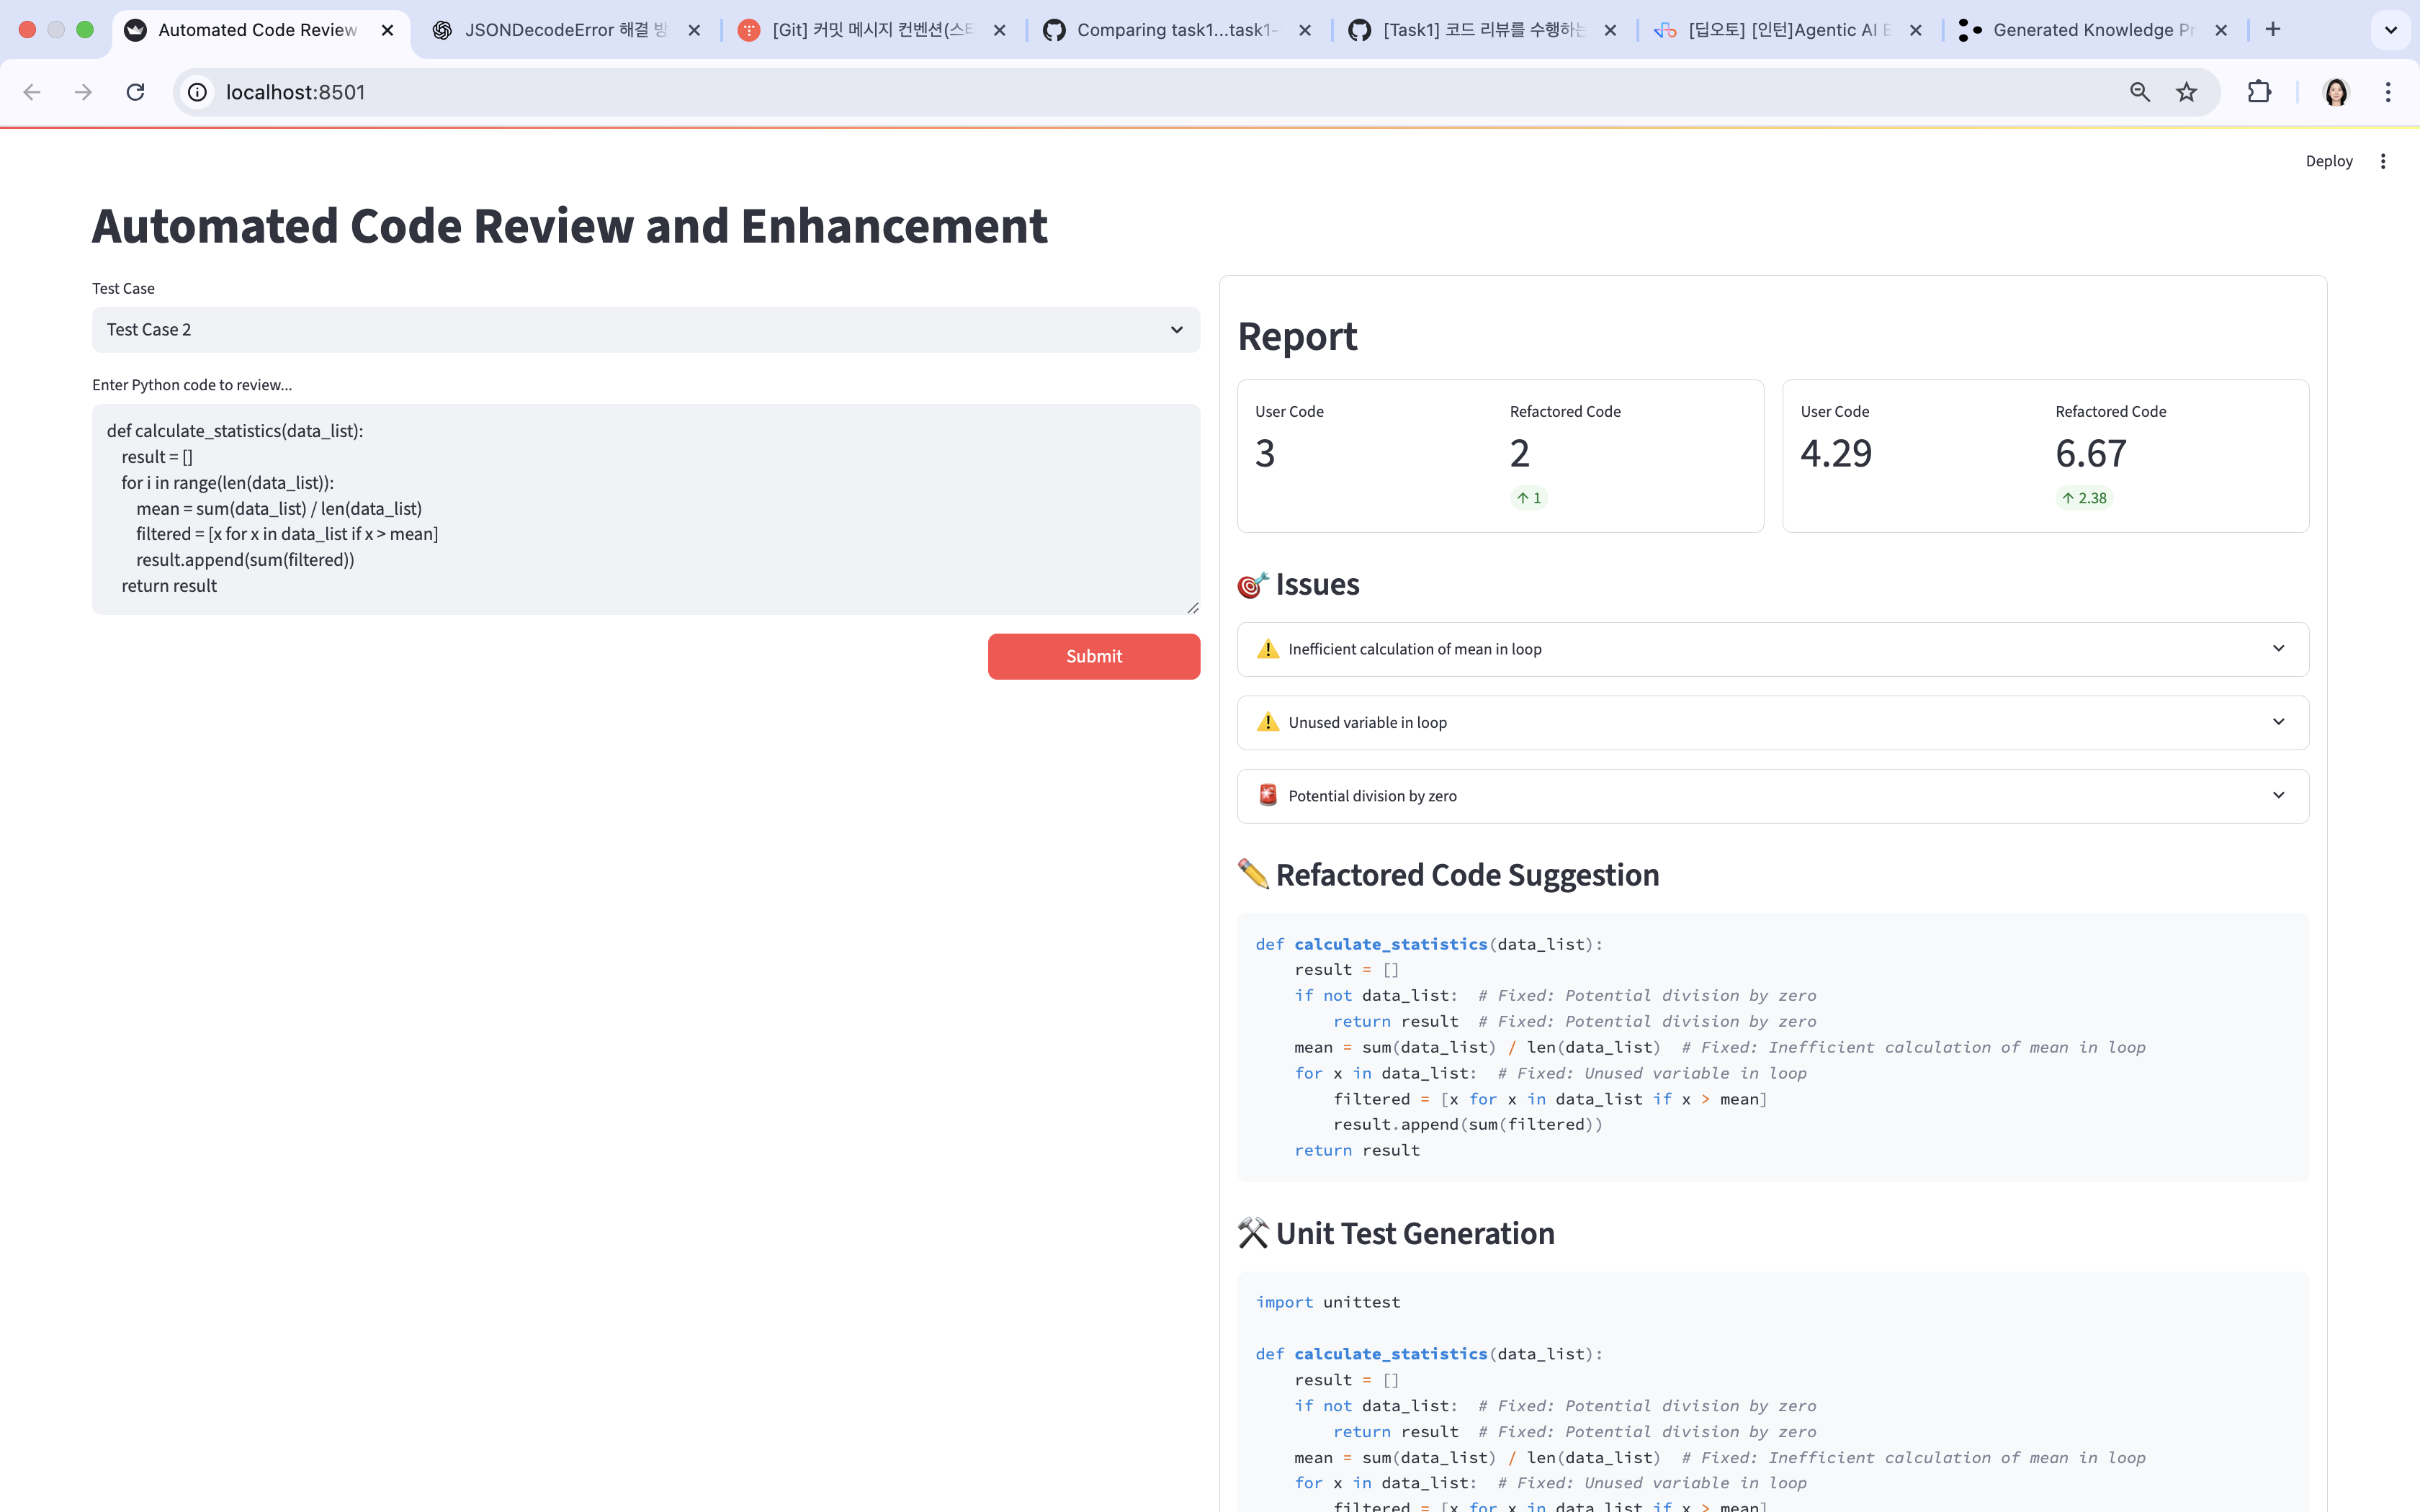 Automated Code Review
JSONDecodeError 해결 방
[Git] 커밋 메시지 컨벤션(스타
Comparing task1...task1-
[Task1] 코드 리뷰를 수행하는
[딥오토] [인턴]Agentic AI E
Generated Knowledge Pr
localhost:8501
Deploy
Automated Code Review and Enhancement
Test Case
Test Case 2
Enter Python code to review...
def calculate_statistics(data_list):
    result = []
    for i in range(len(data_list)):
        mean = sum(data_list) / len(data_list)
        filtered = [x for x in data_list if x > mean]
        result.append(sum(filtered))
    return result
Submit
Report
User Code
3
Refactored Code
2
↑ 1
User Code
4.29
Refactored Code
6.67
↑ 2.38
🎯 Issues
⚠️ Inefficient calculation of mean in loop
⚠️ Unused variable in loop
🚨 Potential division by zero
✏️ Refactored Code Suggestion
def calculate_statistics(data_list):
    result = []
    if not data_list:  # Fixed: Potential division by zero
        return result  # Fixed: Potential division by zero
    mean = sum(data_list) / len(data_list)  # Fixed: Inefficient calculation of mean in loop
    for x in data_list:  # Fixed: Unused variable in loop
        filtered = [x for x in data_list if x > mean]
        result.append(sum(filtered))
    return result
⚒️ Unit Test Generation
import unittest
def calculate_statistics(data_list):
    result = []
    if not data_list:  # Fixed: Potential division by zero
        return result  # Fixed: Potential division by zero
    mean = sum(data_list) / len(data_list)  # Fixed: Inefficient calculation of mean in loop
    for x in data_list:  # Fixed: Unused variable in loop
        filtered = [x for x in data_list if x > mean]